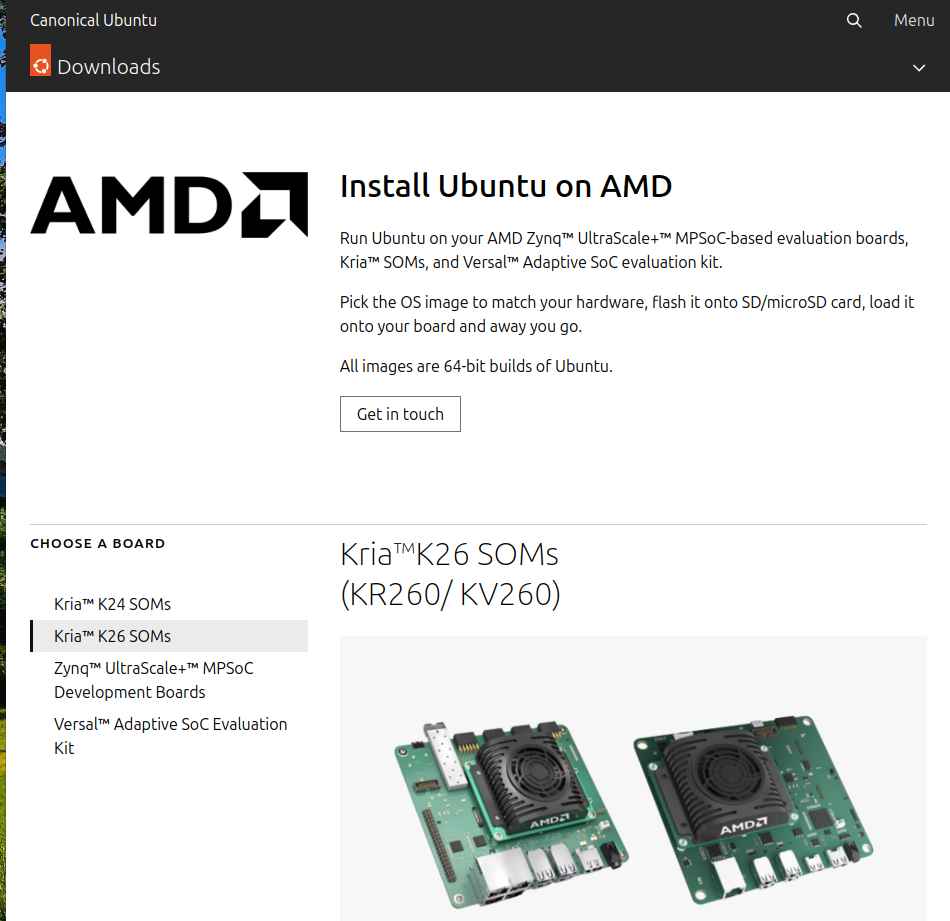 Canonical Ubuntu
Menu
Downloads
AMD
Install Ubuntu on AMD
Run Ubuntu on your AMD Zynq™ UltraScale+™ MPSoC-based evaluation boards,
Kria™ SOMs, and Versal™ Adaptive SoC evaluation kit.
Pick the OS image to match your hardware, flash it onto SD/microSD card, load it
onto your board and away you go.
All images are 64-bit builds of Ubuntu.
Get in touch
CHOOSE A BOARD
Kria™ K24 SOMs
Kria™ K26 SOMs
Zynq™ UltraScale+™ MPSoC
Development Boards
Versal™ Adaptive SoC Evaluation
Kit
Kria™K26 SOMs
(KR260/ KV260)
AMD
AMD